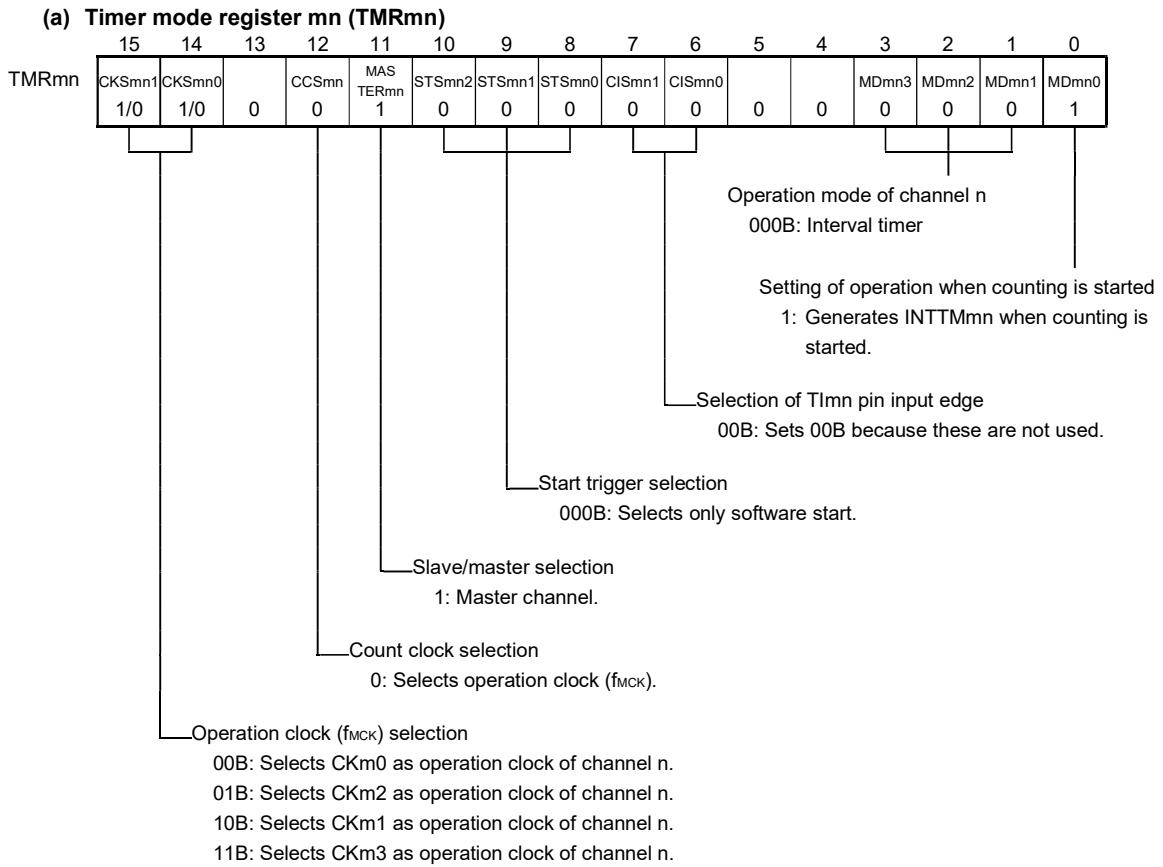 (a) Timer mode register mn (TMRmn)
15 14 13 12 11 10 9 8 7 6 5 4 3 2 1 0
TMRmn CKSmn1 CKSmn0 CCSmn MAS TERmn STSmn2 STSmn1 STSmn0 CISmn1 CISmn0 MDmn3 MDmn2 MDmn1 MDmn0
1/0 1/0 0 0 1 0 0 0 0 0 0 0 0 0 0 1
Operation mode of channel n
000B: Interval timer
Setting of operation when counting is started
1: Generates INTTMmn when counting is
started.
Selection of TImn pin input edge
00B: Sets 00B because these are not used.
Start trigger selection
000B: Selects only software start.
Slave/master selection
1: Master channel.
Count clock selection
0: Selects operation clock (fMCK).
Operation clock (fMCK) selection
00B: Selects CKm0 as operation clock of channel n.
01B: Selects CKm2 as operation clock of channel n.
10B: Selects CKm1 as operation clock of channel n.
11B: Selects CKm3 as operation clock of channel n.